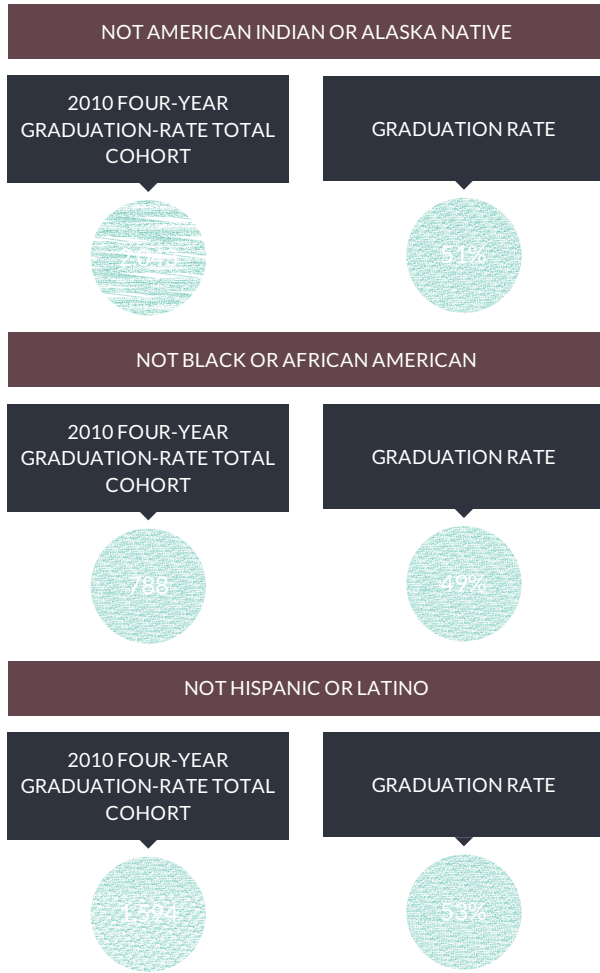 NOT AMERICAN INDIAN OR ALASKA NATIVE
2010 FOUR-YEAR
GRADUATION-RATE TOTAL
COHORT
GRADUATION RATE
51%
NOT BLACK OR AFRICAN AMERICAN
2010 FOUR-YEAR
GRADUATION-RATE TOTAL
COHORT
GRADUATION RATE
788
49%
NOT HISPANIC OR LATINO
2010 FOUR-YEAR
GRADUATION-RATE TOTAL
COHORT
GRADUATION RATE
1,594
53%